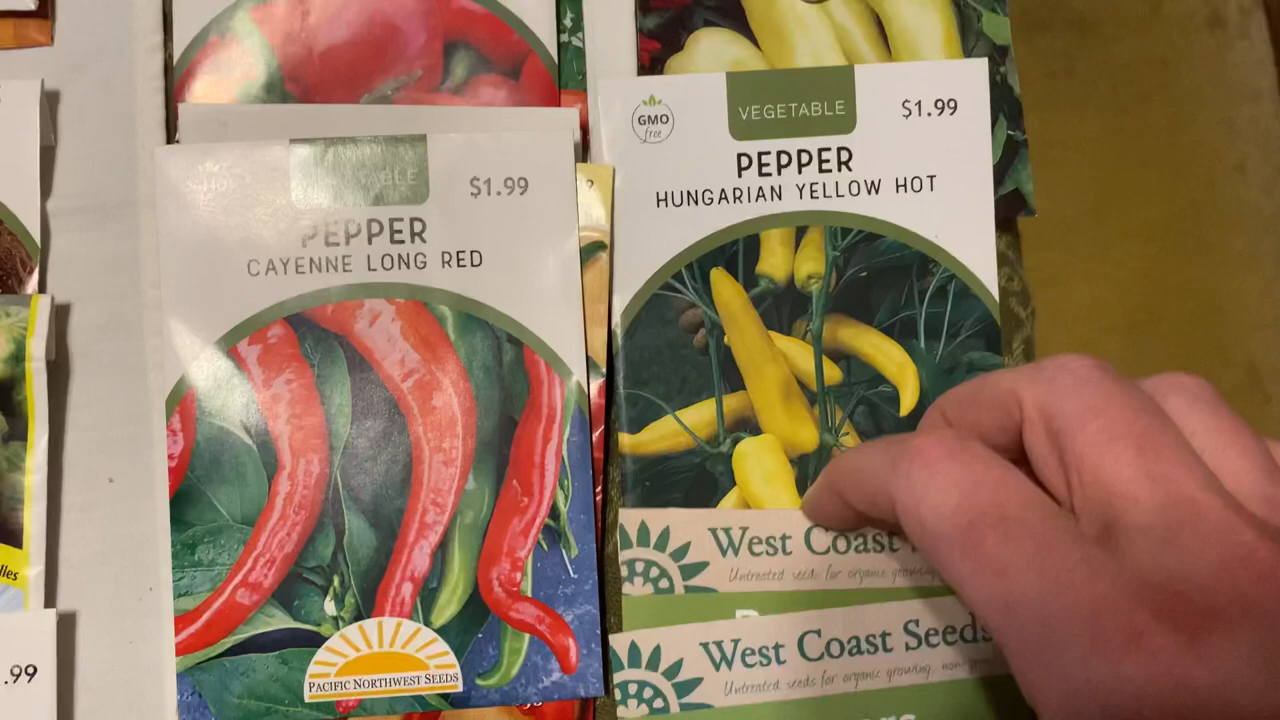 VEGETABLE
$1.99
PEPPER
CAYENNE LONG RED
PACIFIC NORTHWEST SEEDS
GMO
free
VEGETABLE
$1.99
PEPPER
HUNGARIAN YELLOW HOT
West Coast
Untreated seeds for organic growing
West Coast Seeds
Untreated seeds for organic growing, non-
.99